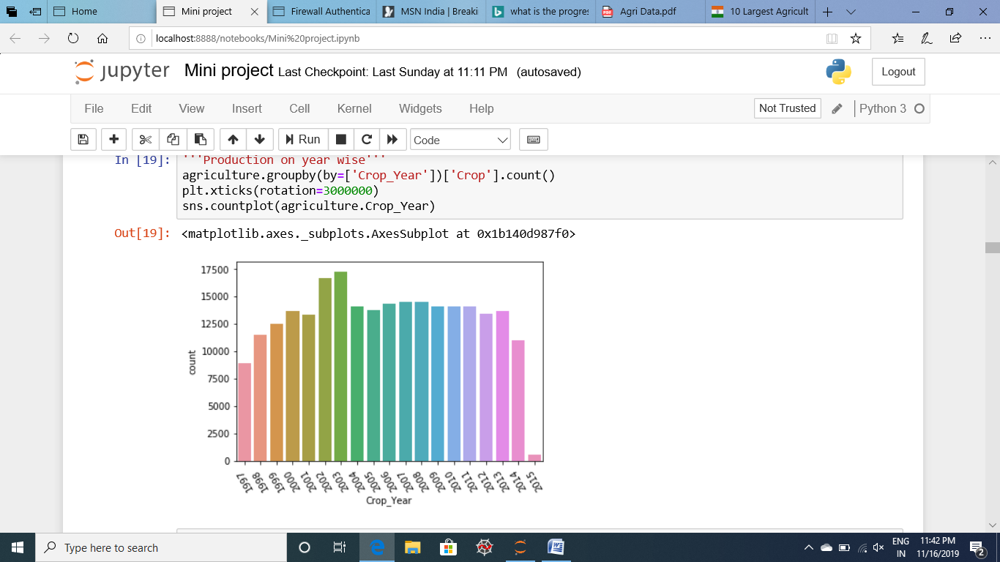 Home
Mini project
Firewall Authentica
MSN India | Breaki
what is the progres
Agri Data.pdf
10 Largest Agricult
localhost:8888/notebooks/Mini%20project.ipynb
jupyter Mini project Last Checkpoint: Last Sunday at 11:11 PM (autosaved)
Logout
File Edit View Insert Cell Kernel Widgets Help
Not Trusted
Python 3
Run
Code
In [19]: '''Production on year wise'''
agriculture.groupby(by=['Crop_Year'])['Crop'].count()
plt.xticks(rotation=3000000)
sns.countplot(agriculture.Crop_Year)
Out[19]: <matplotlib.axes._subplots.AxesSubplot at 0x1b140d987f0>
17500
15000
12500
10000
7500
5000
2500
0
count
1997 1998 1999 2000 2001 2002 2003 2004 2005 2006 2007 2008 2009 2010 2011 2012 2013 2014 2015
Crop_Year
Type here to search
ENG
IN
11:42 PM
11/16/2019
2